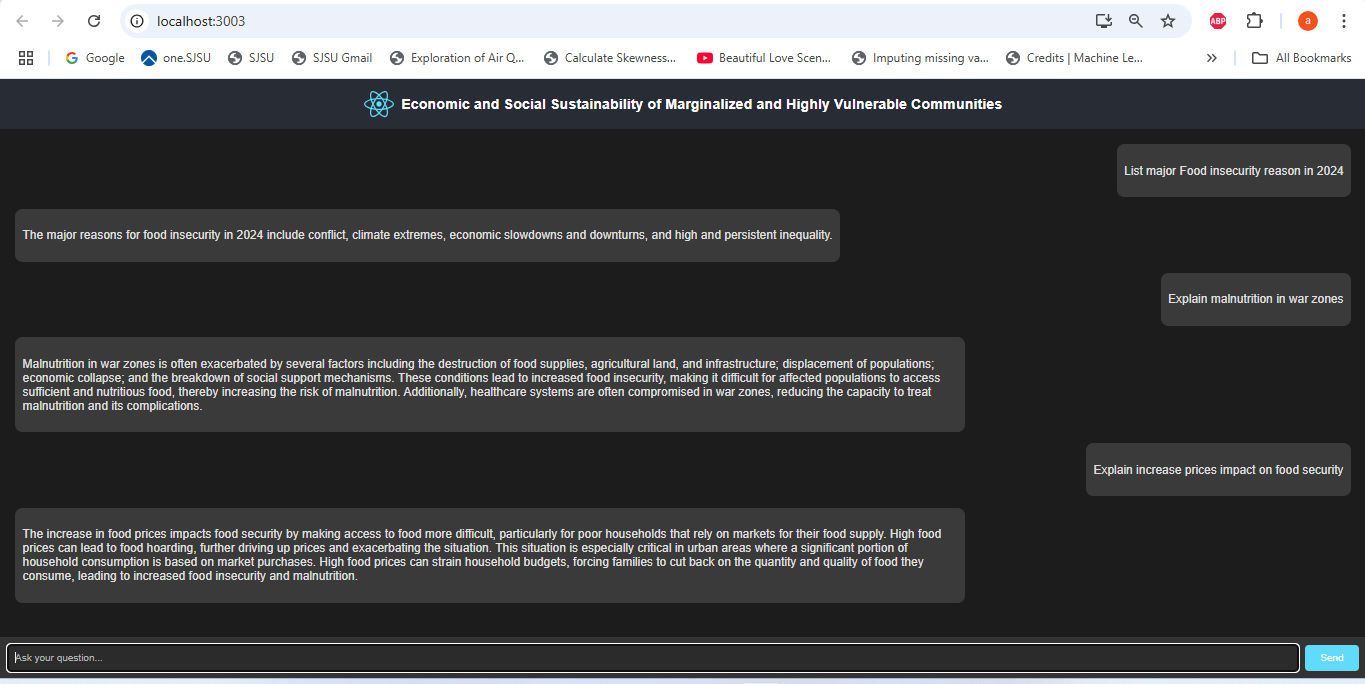 localhost:3003
ABP
a
Google
one.SJSU
SJSU
SJSU Gmail
Exploration of Air Q...
Calculate Skewness...
Beautiful Love Scen...
Imputing missing va...
Credits | Machine Le...
All Bookmarks
Economic and Social Sustainability of Marginalized and Highly Vulnerable Communities
List major Food insecurity reason in 2024
The major reasons for food insecurity in 2024 include conflict, climate extremes, economic slowdowns and downturns, and high and persistent inequality.
Explain malnutrition in war zones
Malnutrition in war zones is often exacerbated by several factors including the destruction of food supplies, agricultural land, and infrastructure; displacement of populations;
economic collapse; and the breakdown of social support mechanisms. These conditions lead to increased food insecurity, making it difficult for affected populations to access
sufficient and nutritious food, thereby increasing the risk of malnutrition. Additionally, healthcare systems are often compromised in war zones, reducing the capacity to treat
malnutrition and its complications.
Explain increase prices impact on food security
The increase in food prices impacts food security by making access to food more difficult, particularly for poor households that rely on markets for their food supply. High food
prices can lead to food hoarding, further driving up prices and exacerbating the situation. This situation is especially critical in urban areas where a significant portion of
household consumption is based on market purchases. High food prices can strain household budgets, forcing families to cut back on the quantity and quality of food they
consume, leading to increased food insecurity and malnutrition.
Ask your question...
Send